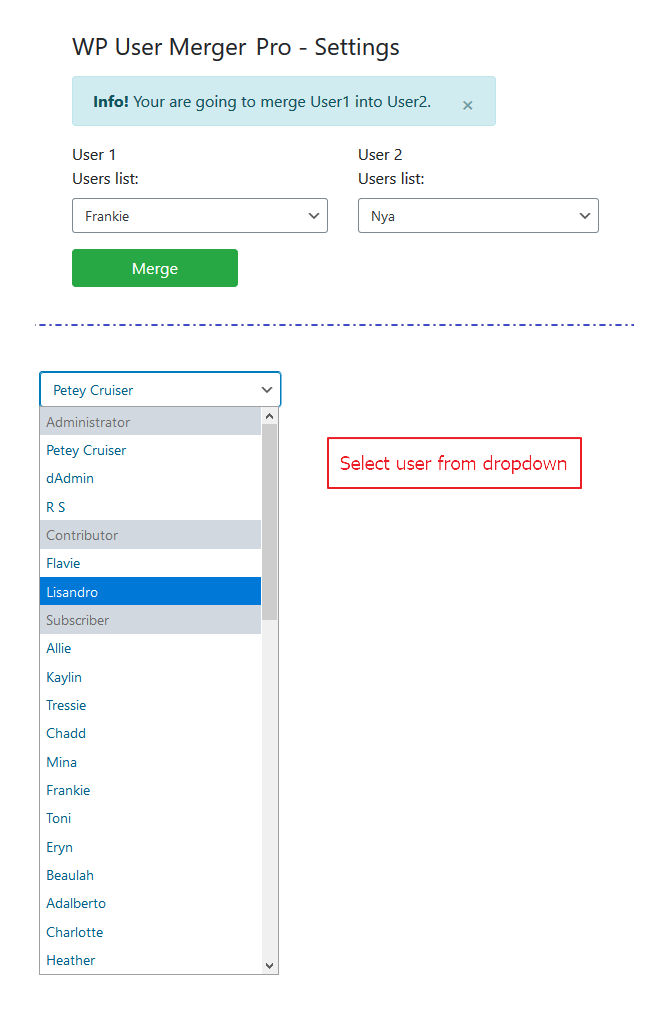 WP User Merger Pro - Settings
Info! Your are going to merge User1 into User2. ×
User 1
Users list:
Frankie
User 2
Users list:
Nya
Merge
Petey Cruiser
Administrator
Petey Cruiser
dAdmin
R S
Contributor
Flavie
Lisandro
Subscriber
Allie
Kaylin
Tressie
Chadd
Mina
Frankie
Toni
Eryn
Beaulah
Adalberto
Charlotte
Heather
Select user from dropdown